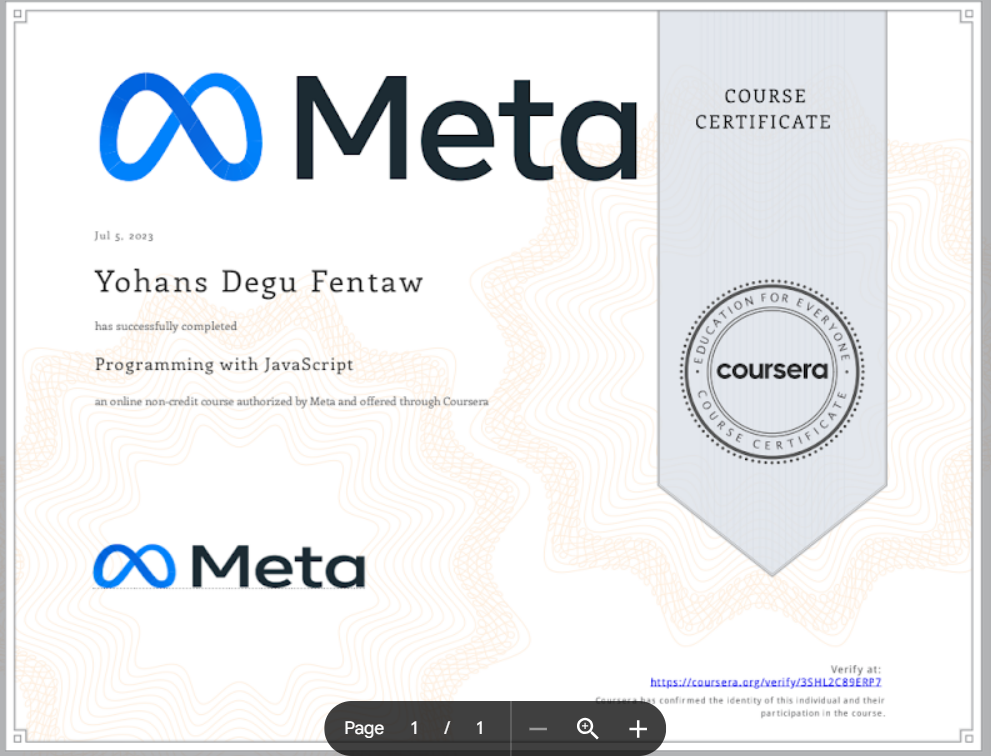 Meta
COURSE
CERTIFICATE
Jul 5, 2023
Yohans Degu Fentaw
has successfully completed
Programming with JavaScript
an online non-credit course authorized by Meta and offered through Coursera
EDUCATION FOR EVERYONE
coursera
COURSE CERTIFICATE
Meta
Verify at:
https://coursera.org/verify/3SHL2C89ERP7
Coursera has confirmed the identity of this individual and their
participation in the course.
Page 1 / 1